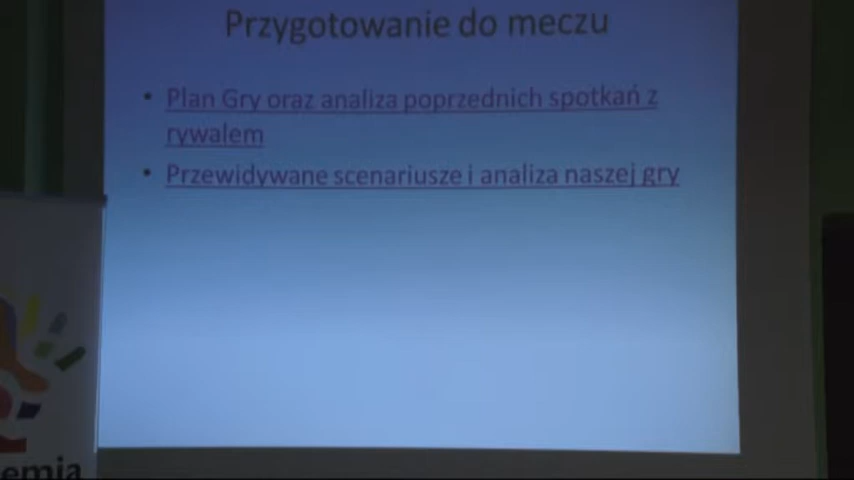 Przygotowanie do meczu
• Plan Gry oraz analiza poprzednich spotkań z
rywalem
• Przewidywane scenariusze i analiza naszej gry
emia